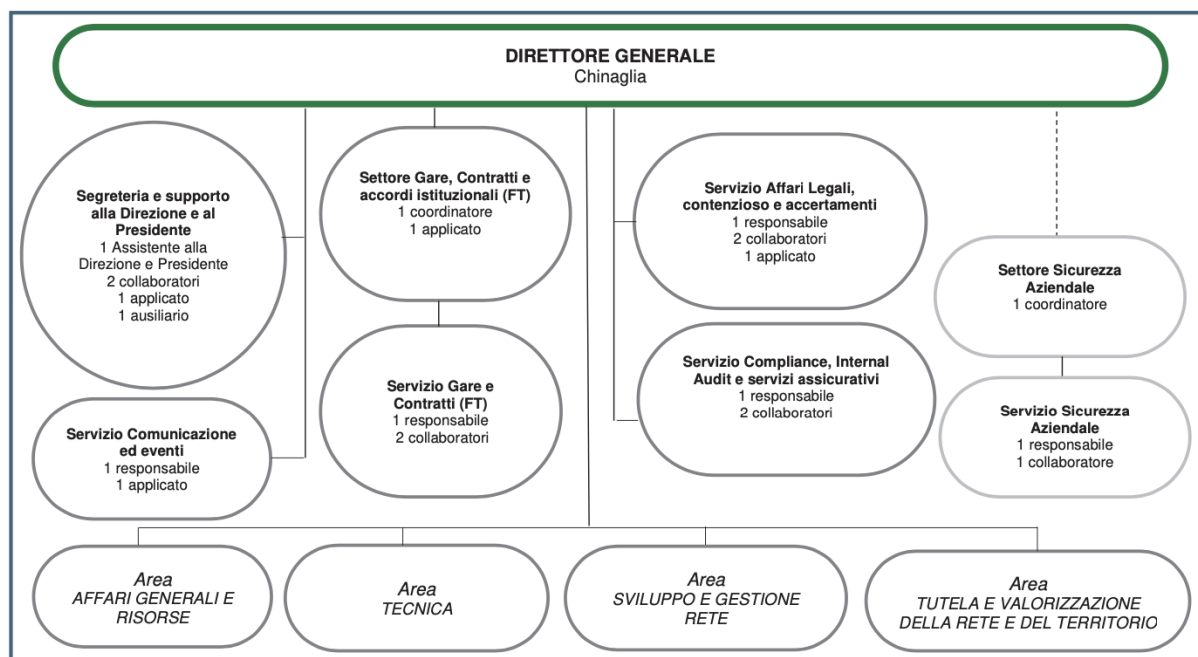 DIRETTORE GENERALE
Chinaglia
Segreteria e supporto
alla Direzione e al
Presidente
1 Assistente alla
Direzione e Presidente
2 collaboratori
1 applicato
1 ausiliario
Servizio Comunicazione
ed eventi
1 responsabile
1 applicato
Settore Gare, Contratti e
accordi istituzionali (FT)
1 coordinatore
1 applicato
Servizio Gare e
Contratti (FT)
1 responsabile
2 collaboratori
Servizio Affari Legali,
contenzioso e accertamenti
1 responsabile
2 collaboratori
1 applicato
Servizio Compliance, Internal
Audit e servizi assicurativi
1 responsabile
2 collaboratori
Settore Sicurezza
Aziendale
1 coordinatore
Servizio Sicurezza
Aziendale
1 responsabile
1 collaboratore
Area
AFFARI GENERALI E
RISORSE
Area
TECNICA
Area
SVILUPPO E GESTIONE
RETE
Area
TUTELA E VALORIZZAZIONE
DELLA RETE E DEL TERRITORIO